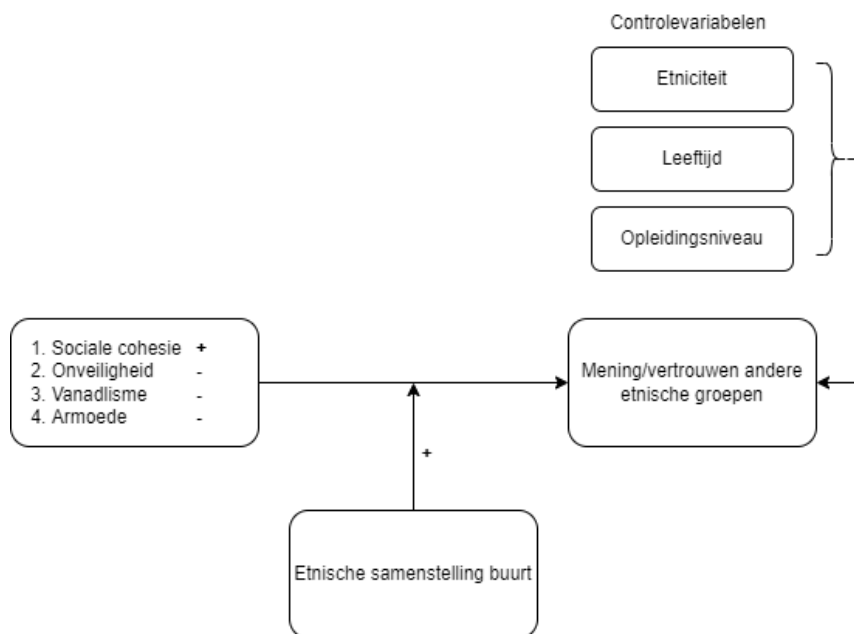 Controlevariabelen
Etniciteit
Leeftijd
Opleidingsniveau
1. Sociale cohesie +
2. Onveiligheid -
3. Vanadlisme -
4. Armoede -
Mening/vertrouwen andere
etnische groepen
+
Etnische samenstelling buurt